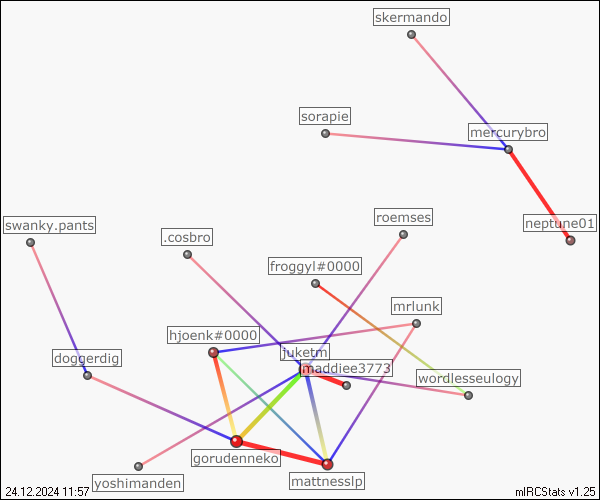 skermando
sorapie
mercurybro
roemses
neptune01
swanky.pants
.cosbro
froggyl#0000
mrlunk
hjoenk#0000
juketm
doggerdig
maddiee3773
wordlesseulogy
gorudenneko
yoshimanden
mattnesslp
24.12.2024 11:57
mIRCStats v1.25